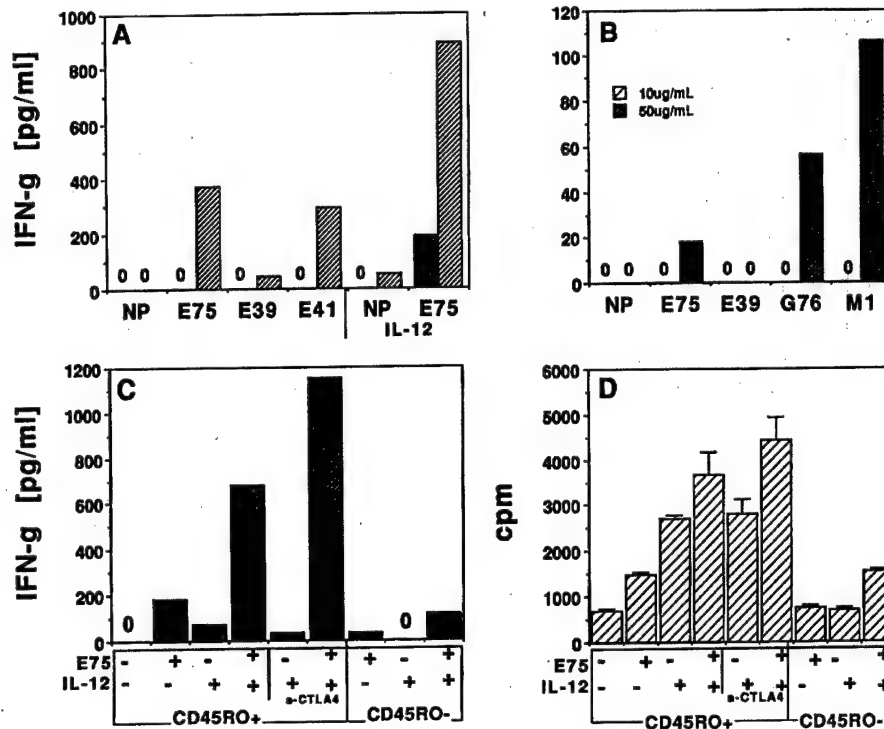 A
IFN-g [pg/ml]
1000
800
600
400
200
0
0 0 0 0 0 0
NP E75 E39 E41 NP E75
IL-12
B
120
100
80
60
40
20
0
10ug/mL
50ug/mL
0 0 0 0 0 0 0
NP E75 E39 G76 M1
C
IFN-g [pg/ml]
1200
1000
800
600
400
200
0
0 0
E75 - + - + - + + - +
IL-12 - - + + + + - + +
a-CTLA4
CD45RO+ CD45RO-
D
cpm
6000
5000
4000
3000
2000
1000
0
E75 - + - + - + + - +
IL-12 - - + + + + - + +
a-CTLA4
CD45RO+ CD45RO-